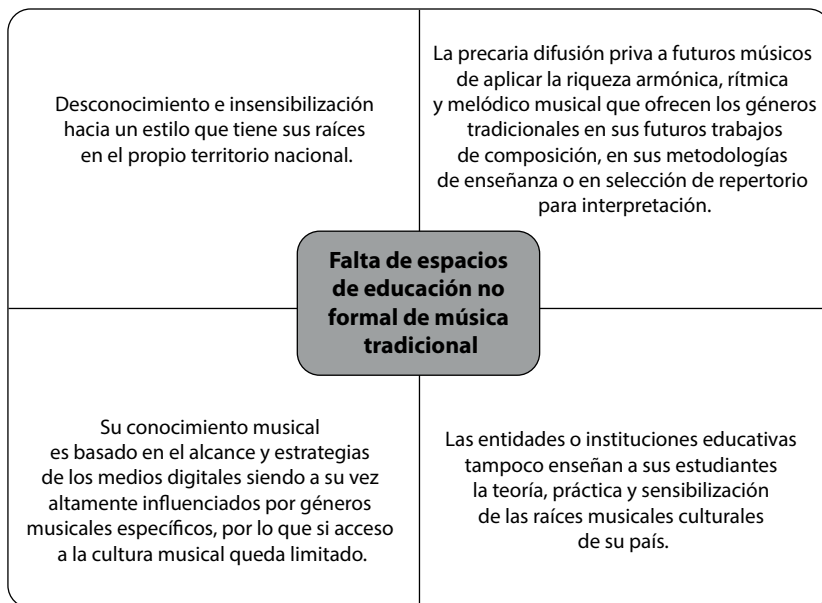 Desconocimiento e insensibilización
hacia un estilo que tiene sus raíces
en el propio territorio nacional.
La precaria difusión priva a futuros músicos
de aplicar la riqueza armónica, rítmica
y melódico musical que ofrecen los géneros
tradicionales en sus futuros trabajos
de composición, en sus metodologías
de enseñanza o en selección de repertorio
para interpretación.
Falta de espacios
de educación no
formal de música
tradicional
Su conocimiento musical
es basado en el alcance y estrategias
de los medios digitales siendo a su vez
altamente influenciados por géneros
musicales específicos, por lo que si acceso
a la cultura musical queda limitado.
Las entidades o instituciones educativas
tampoco enseñan a sus estudiantes
la teoría, práctica y sensibilización
de las raíces musicales culturales
de su país.